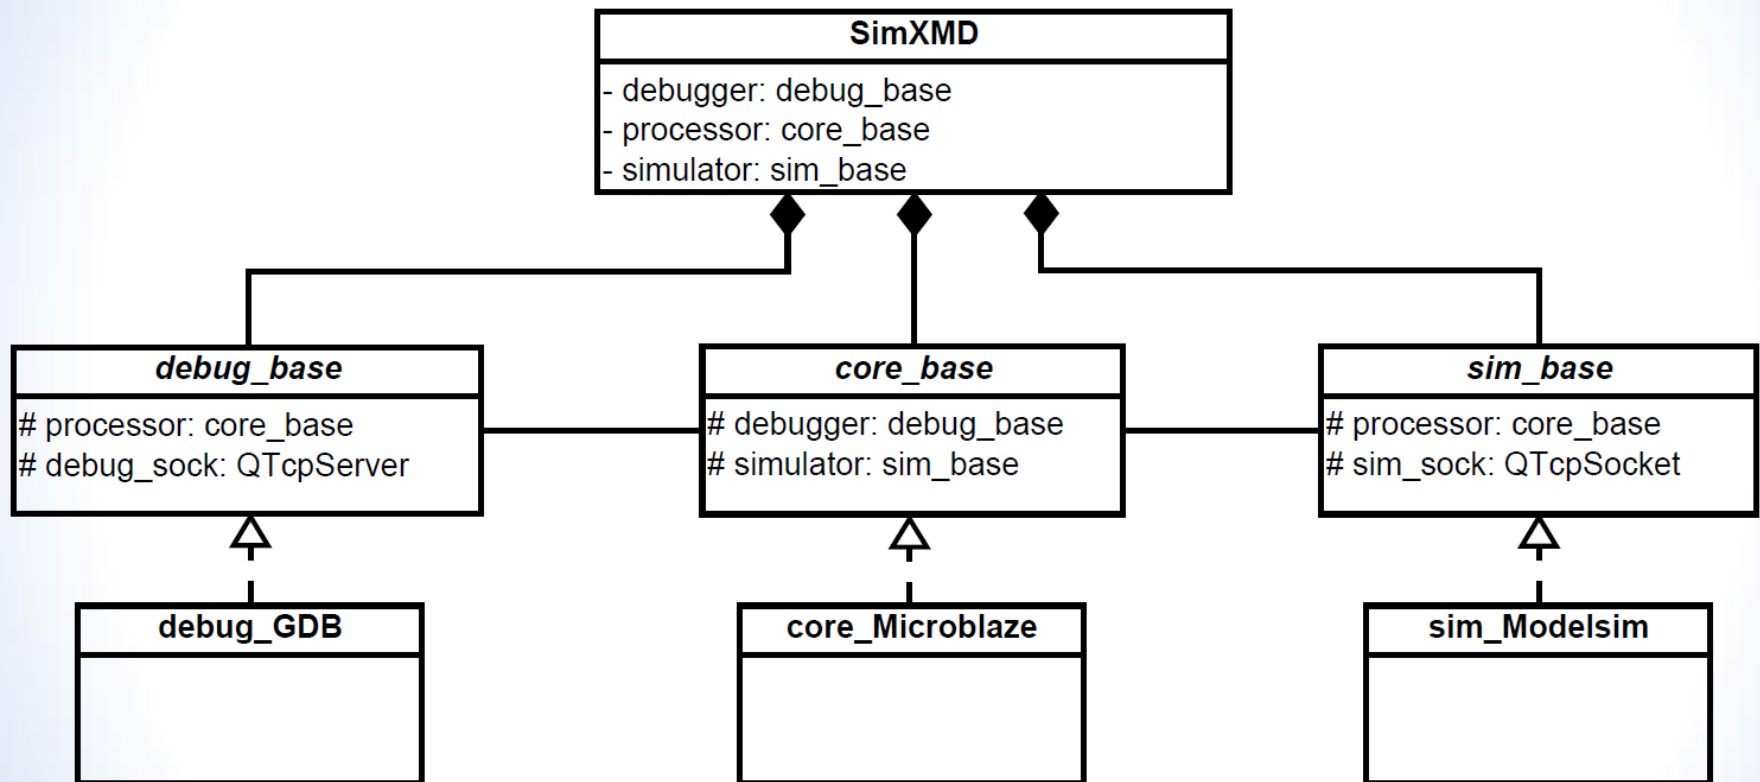 SimXMD
- debugger: debug_base
- processor: core_base
- simulator: sim_base
debug_base
# processor: core_base
# debug_sock: QTcpServer
core_base
# debugger: debug_base
# simulator: sim_base
sim_base
# processor: core_base
# sim_sock: QTcpSocket
debug_GDB
core_Microblaze
sim_Modelsim